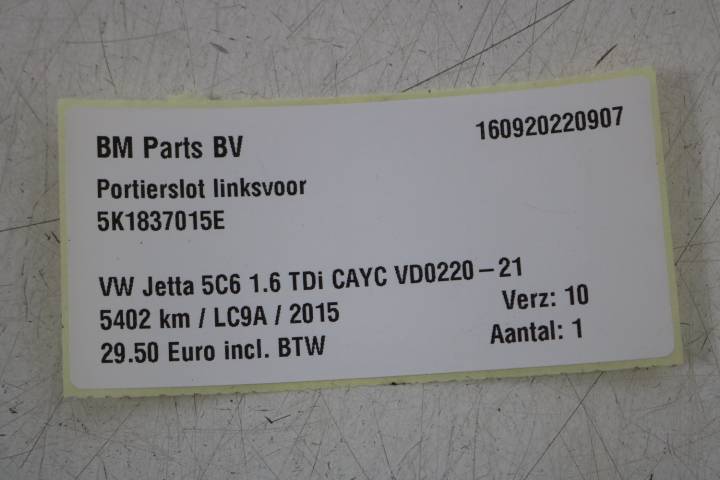 BM Parts BV
160920220907
Portierslot linksvoor
5K1837015E
VW Jetta 5C6 1.6 TDi CAYC VD0220-21
5402 km / LC9A / 2015
Verz: 10
29.50 Euro incl. BTW
Aantal: 1